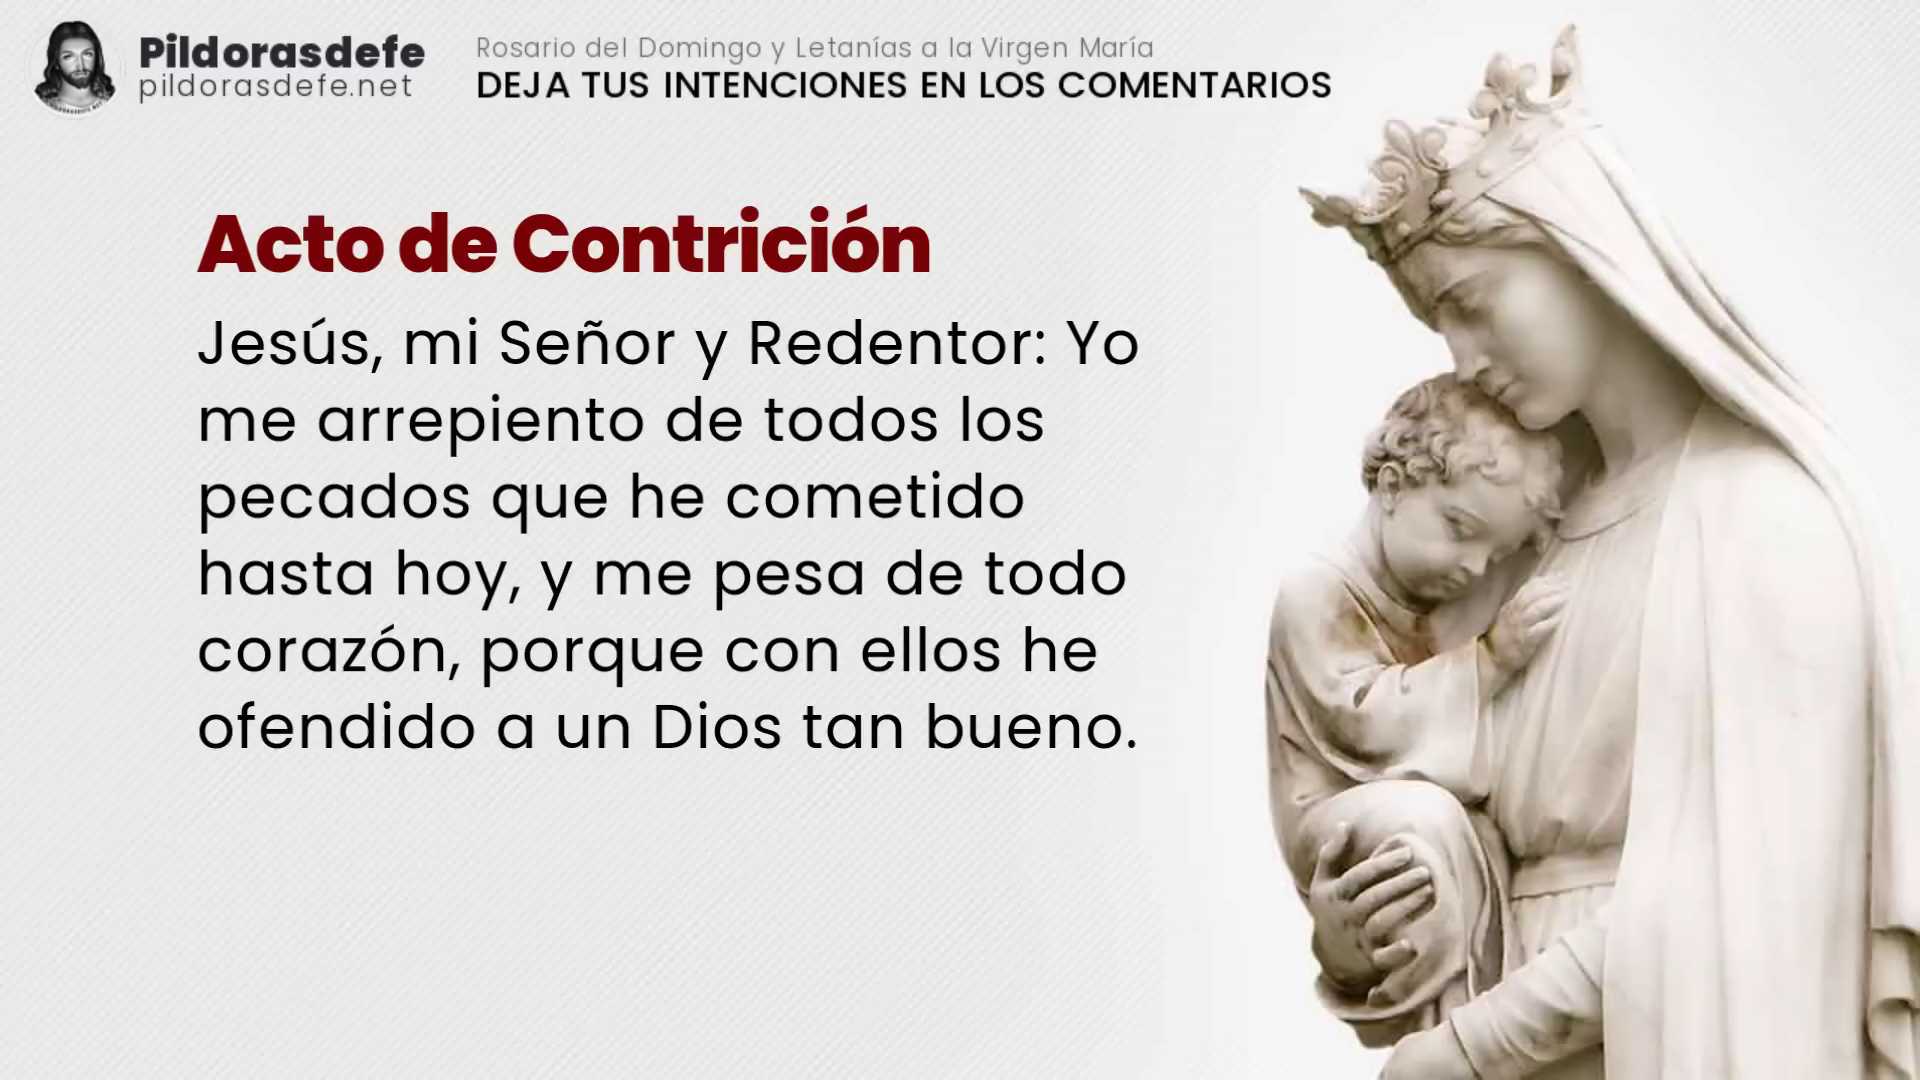 Pildorasdefe
pildorasdefe.net
Rosario del Domingo y Letanías a la Virgen María
DEJA TUS INTENCIONES EN LOS COMENTARIOS
Acto de Contrición
Jesús, mi Señor y Redentor: Yo
me arrepiento de todos los
pecados que he cometido
hasta hoy, y me pesa de todo
corazón, porque con ellos he
ofendido a un Dios tan bueno.